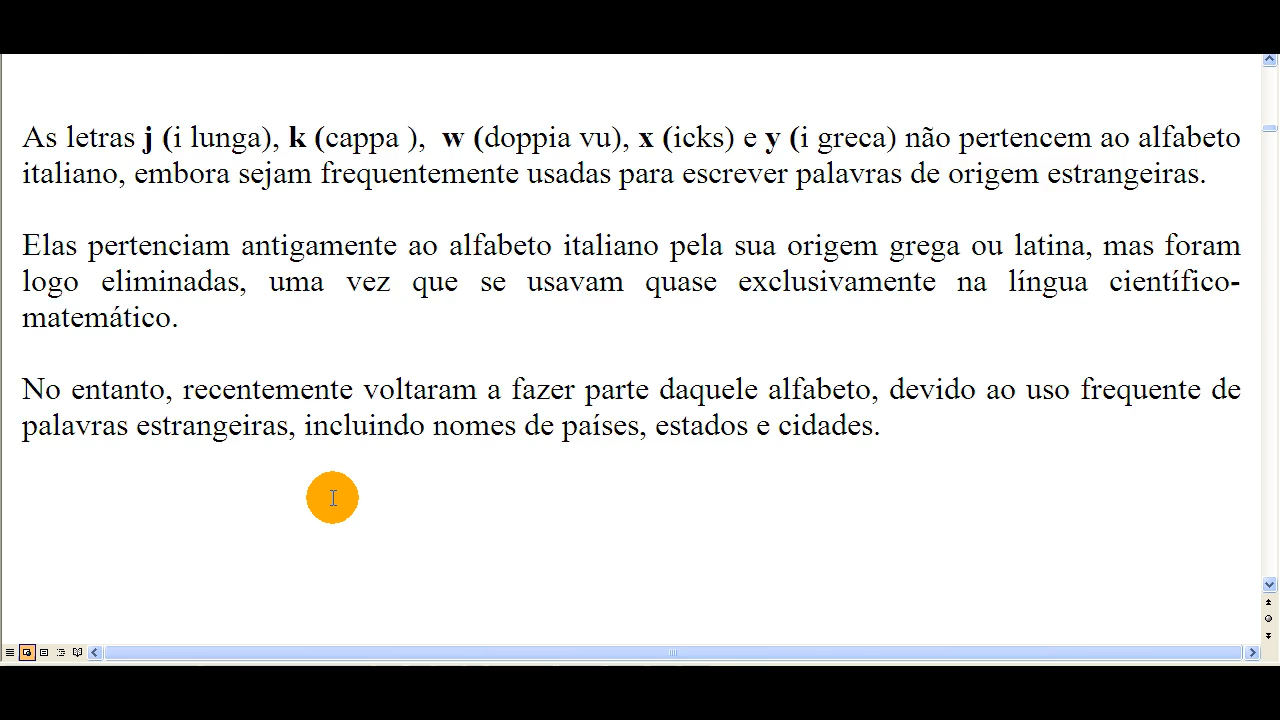 As letras j (i lunga), k (cappa ), w (doppia vu), x (icks) e y (i greca) não pertencem ao alfabeto
italiano, embora sejam frequentemente usadas para escrever palavras de origem estrangeiras.
Elas pertenciam antigamente ao alfabeto italiano pela sua origem grega ou latina, mas foram
logo eliminadas, uma vez que se usavam quase exclusivamente na língua científico-
matemático.
No entanto, recentemente voltaram a fazer parte daquele alfabeto, devido ao uso frequente de
palavras estrangeiras, incluindo nomes de países, estados e cidades.